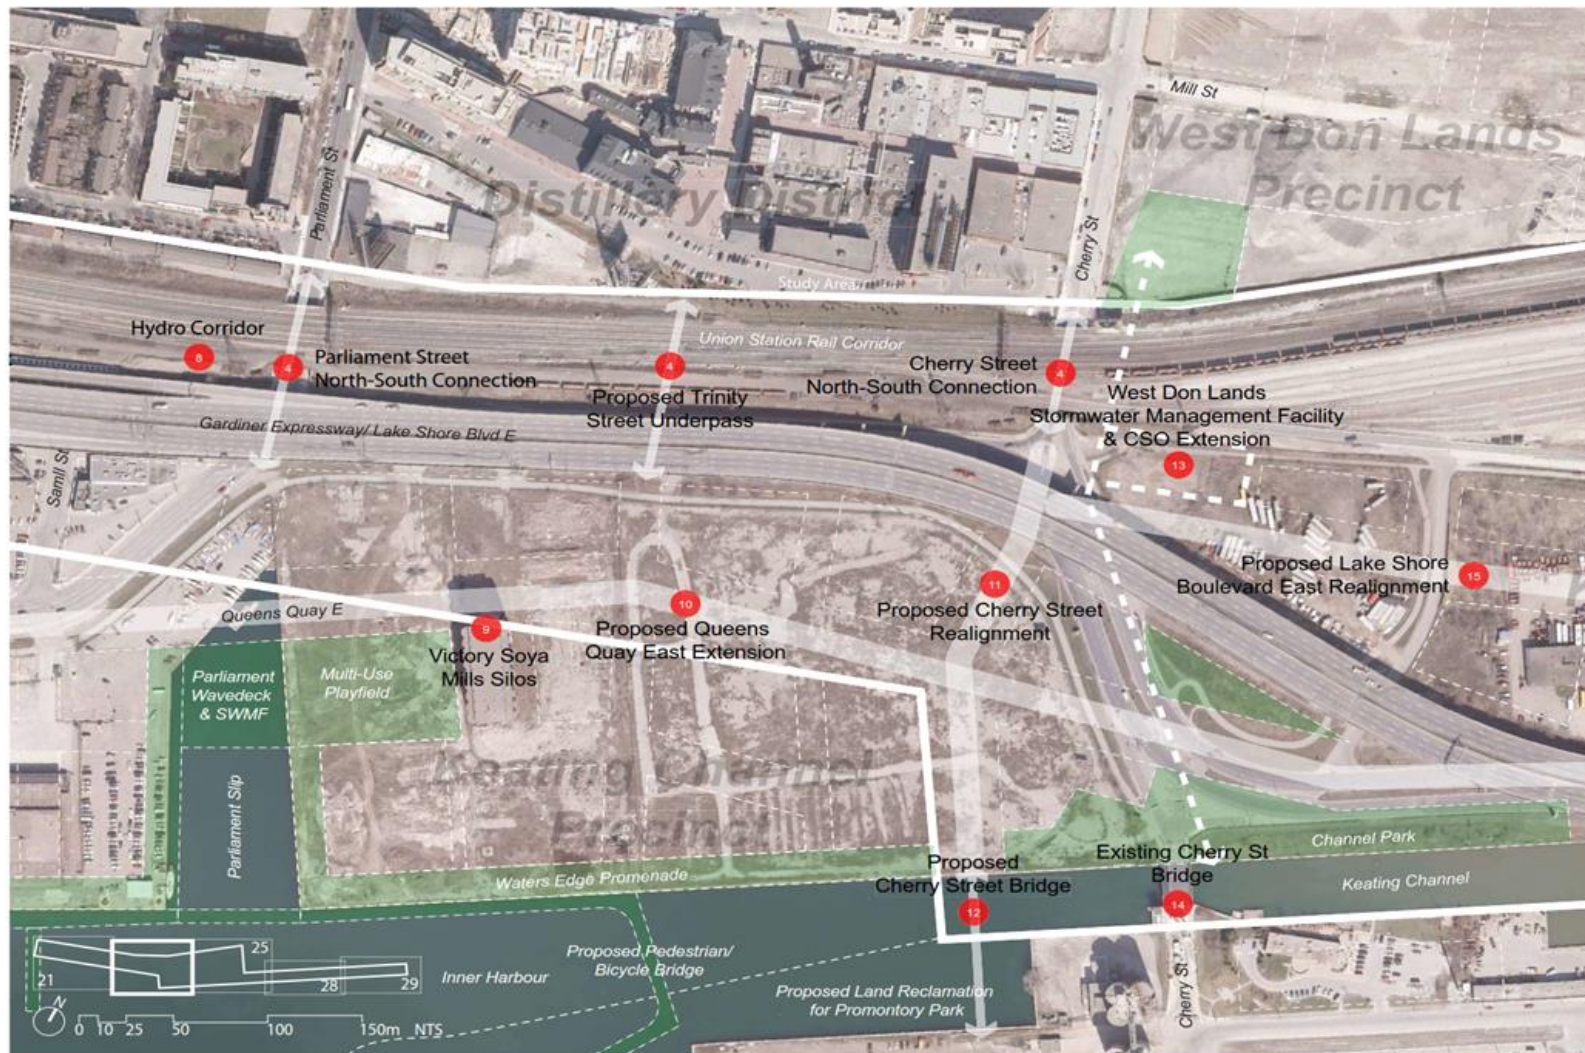 Mill St
West Don Lands
Precinct
Distillery District
Parliament St
Cherry St
Study Area
Union Station Rail Corridor
Hydro Corridor
8
4
Parliament Street
North-South Connection
4
Proposed Trinity
Street Underpass
Cherry Street
North-South Connection
4
West Don Lands
Stormwater Management Facility
& CSO Extension
13
Gardiner Expressway/ Lake Shore Blvd E
Proposed Lake Shore
Boulevard East Realignment
15
11
Proposed Cherry Street
Realignment
10
Proposed Queens
Quay East Extension
Queens Quay E
9
Victory Soya
Mills Silos
Parliament
Wavedeck
& SWMF
Multi-Use
Playfield
Keating Channel
Precinct
Parliament Slip
Waters Edge Promenade
Proposed
Cherry Street Bridge
12
Existing Cherry St
Bridge
14
Channel Park
Keating Channel
Proposed Pedestrian/
Bicycle Bridge
Inner Harbour
Proposed Land Reclamation
for Promontory Park
Cherry St
21
25
28
29
N
0 10 25 50 100 150m NTS